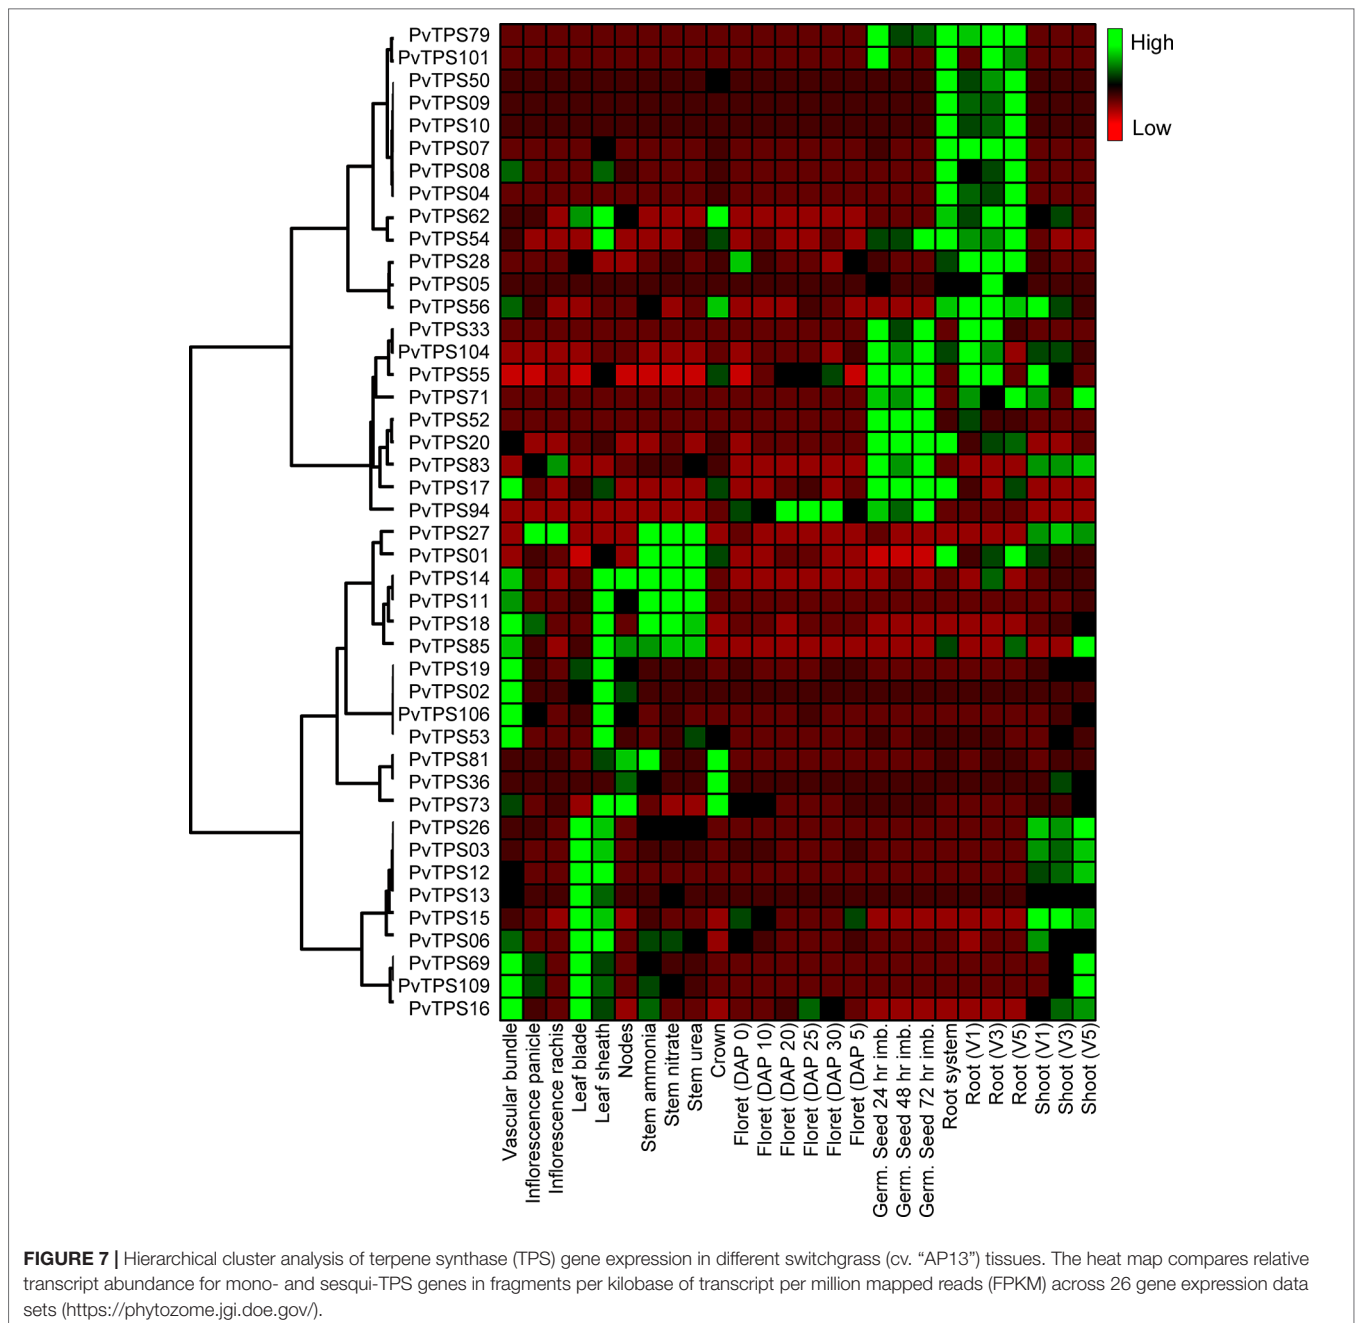 PvTPS79
PvTPS101
PvTPS50
PvTPS09
PvTPS10
PvTPS07
PvTPS08
PvTPS04
PvTPS62
PvTPS54
PvTPS28
PvTPS05
PvTPS56
PvTPS33
PvTPS104
PvTPS55
PvTPS71
PvTPS52
PvTPS20
PvTPS83
PvTPS17
PvTPS94
PvTPS27
PvTPS01
PvTPS14
PvTPS11
PvTPS18
PvTPS85
PvTPS19
PvTPS02
PvTPS106
PvTPS53
PvTPS81
PvTPS36
PvTPS73
PvTPS26
PvTPS03
PvTPS12
PvTPS13
PvTPS15
PvTPS06
PvTPS69
PvTPS109
PvTPS16
High
Low
Vascular bundle
Inflorescence panicle
Inflorescence rachis
Leaf blade
Leaf sheath
Nodes
Stem ammonia
Stem nitrate
Stem urea
Crown
Floret (DAP 0)
Floret (DAP 10)
Floret (DAP 20)
Floret (DAP 25)
Floret (DAP 30)
Floret (DAP 5)
Germ. Seed 24 hr imb.
Germ. Seed 48 hr imb.
Germ. Seed 72 hr imb.
Root system
Root (V1)
Root (V3)
Root (V5)
Shoot (V1)
Shoot (V3)
Shoot (V5)
FIGURE 7 | Hierarchical cluster analysis of terpene synthase (TPS) gene expression in different switchgrass (cv. “AP13”) tissues. The heat map compares relative
transcript abundance for mono- and sesqui-TPS genes in fragments per kilobase of transcript per million mapped reads (FPKM) across 26 gene expression data
sets (https://phytozome.jgi.doe.gov/).